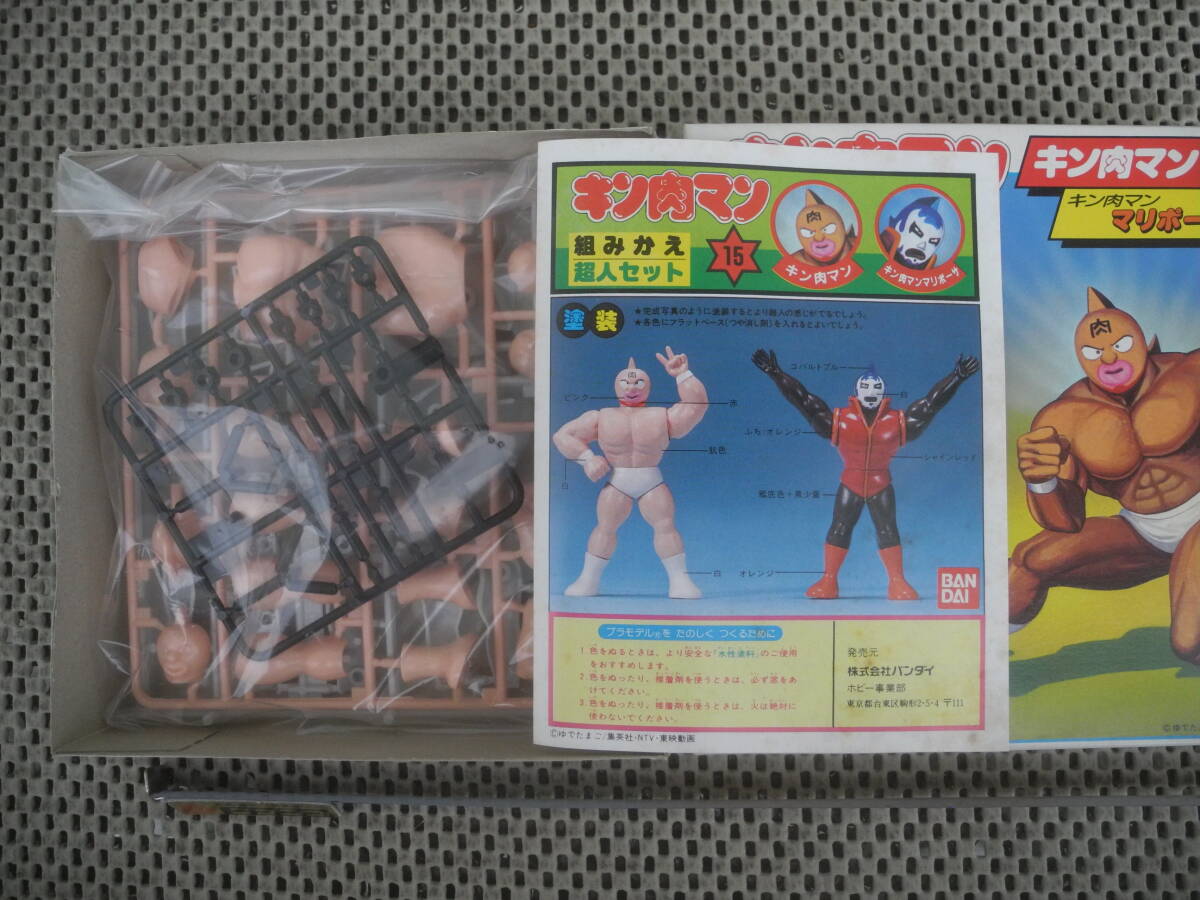 キン肉マン
組みかえ
超人セット
15
肉
キン肉マン
キン肉マンマリポーサ
塗装
★完成写真のように塗装するとより超人の感じがでるでしょう。
★各色にフラットベース(つや消し剤)を入れるとよいでしょう。
肉
ピンク
赤
肌色
白
白
コバルトブルー
白
ふち:オレンジ
シャインレッド
艦底色+黒少量
オレンジ
BAN
DAI
プラモデル®を たのしく つくるために
1.色をぬるときは、より安全な「水性塗料」のご使用
をおすすめします。
2.色をぬったり、接着剤を使うときは、必ず窓をあ
けてください。
3.色をぬったり、接着剤を使うときは、火は絶対に
使わないでください。
発売元
株式会社バンダイ
ホビー事業部
東京都台東区駒形2-5-4 〒111
©ゆでたまご/集英社・NTV・東映動画
キン肉マン
キン肉マン
マリポー
肉
©ゆでた